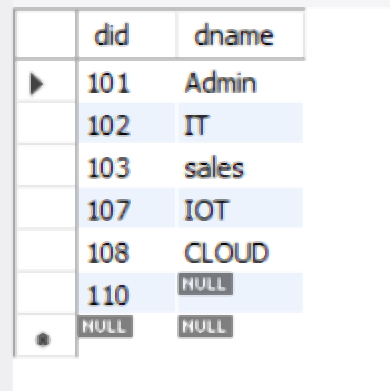 did dname
101 Admin
102 IT
103 sales
107 IOT
108 CLOUD
110 NULL
NULL NULL